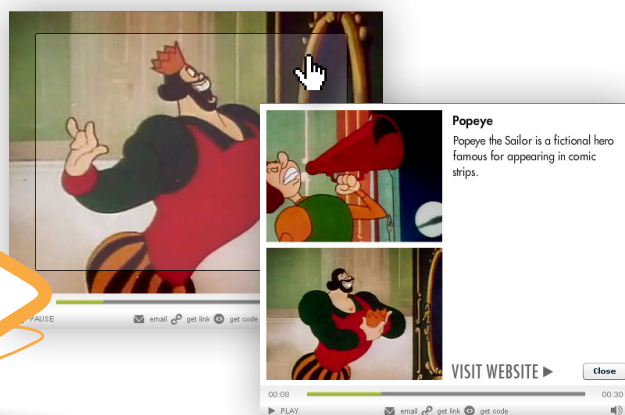 Popeye
Popeye the Sailor is a fictional hero
famous for appearing in comic
strips.
VISIT WEBSITE
Close
PAUSE
email get link get code
00:08
00:30
PLAY
email get link get code